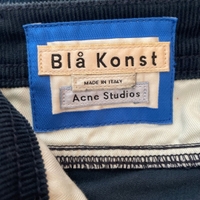 Blå Konst
MADE IN ITALY
Acne Studios